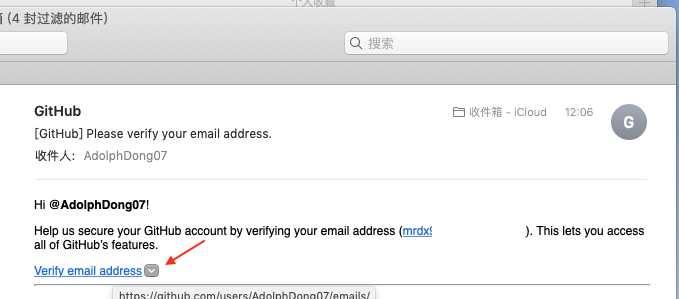 个人收藏
(4 封过滤的邮件)
搜索
GitHub
收件箱 - iCloud 12:06
G
[GitHub] Please verify your email address.
收件人: AdolphDong07
Hi @AdolphDong07!
Help us secure your GitHub account by verifying your email address (mrdx9 ). This lets you access
all of GitHub's features.
Verify email address
https://github.com/users/AdolphDong07/emails/